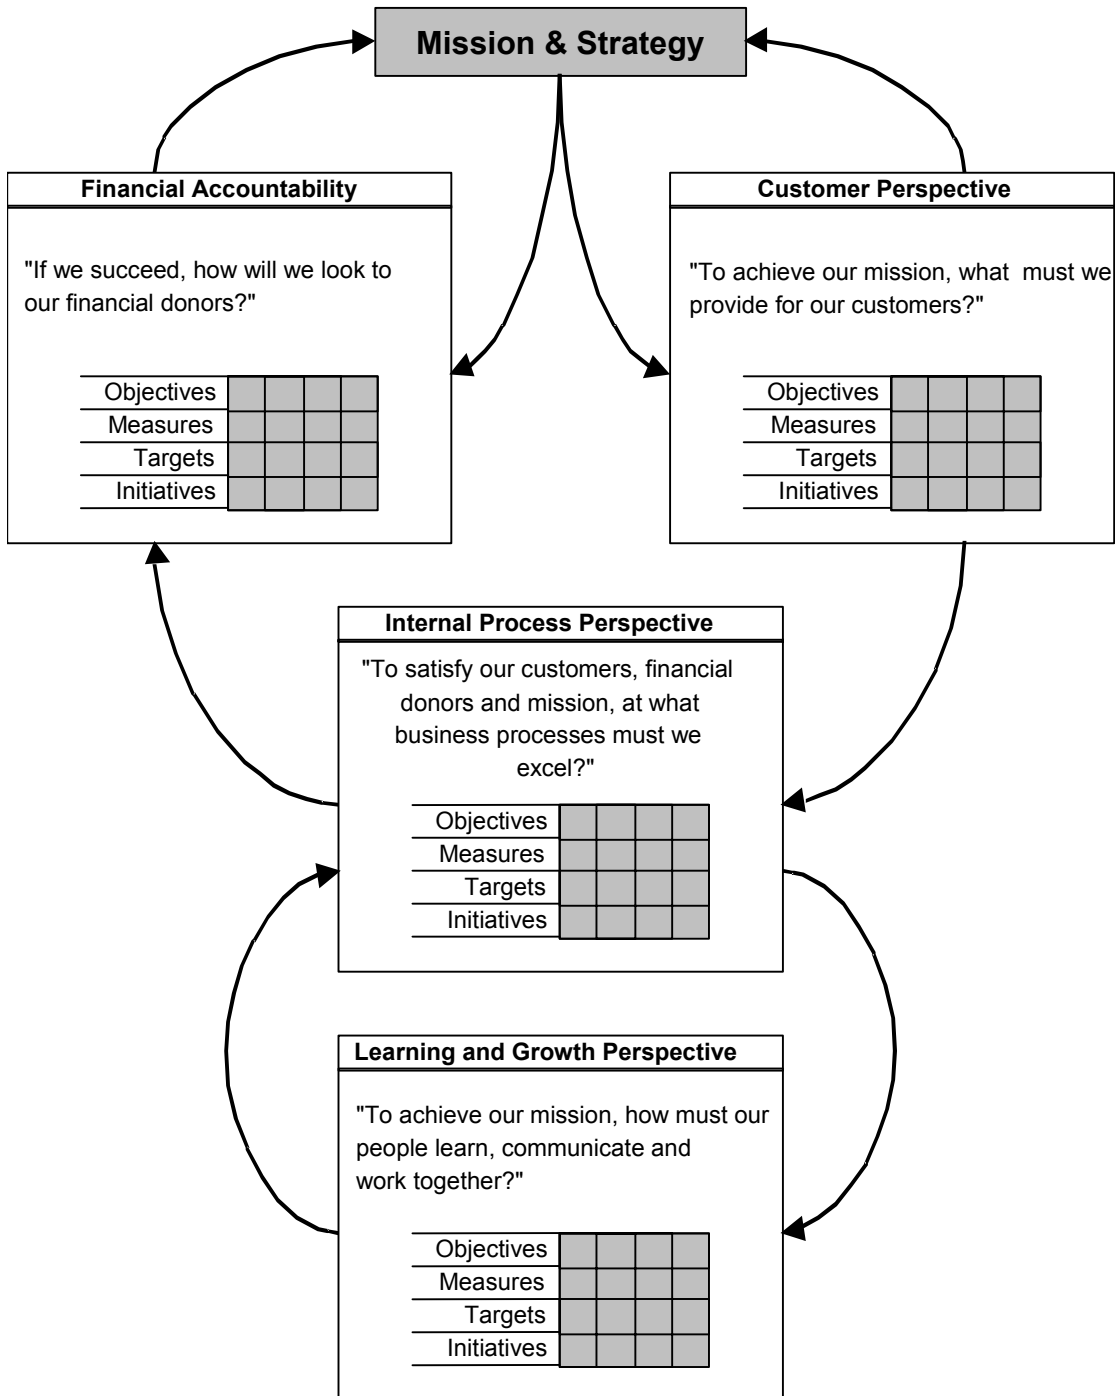 Mission & Strategy
Financial Accountability
"If we succeed, how will we look to
our financial donors?"
Objectives
Measures
Targets
Initiatives
Customer Perspective
"To achieve our mission, what  must we
provide for our customers?"
Objectives
Measures
Targets
Initiatives
Internal Process Perspective
"To satisfy our customers, financial
donors and mission, at what
business processes must we
excel?"
Objectives
Measures
Targets
Initiatives
Learning and Growth Perspective
"To achieve our mission, how must our
people learn, communicate and
work together?"
Objectives
Measures
Targets
Initiatives